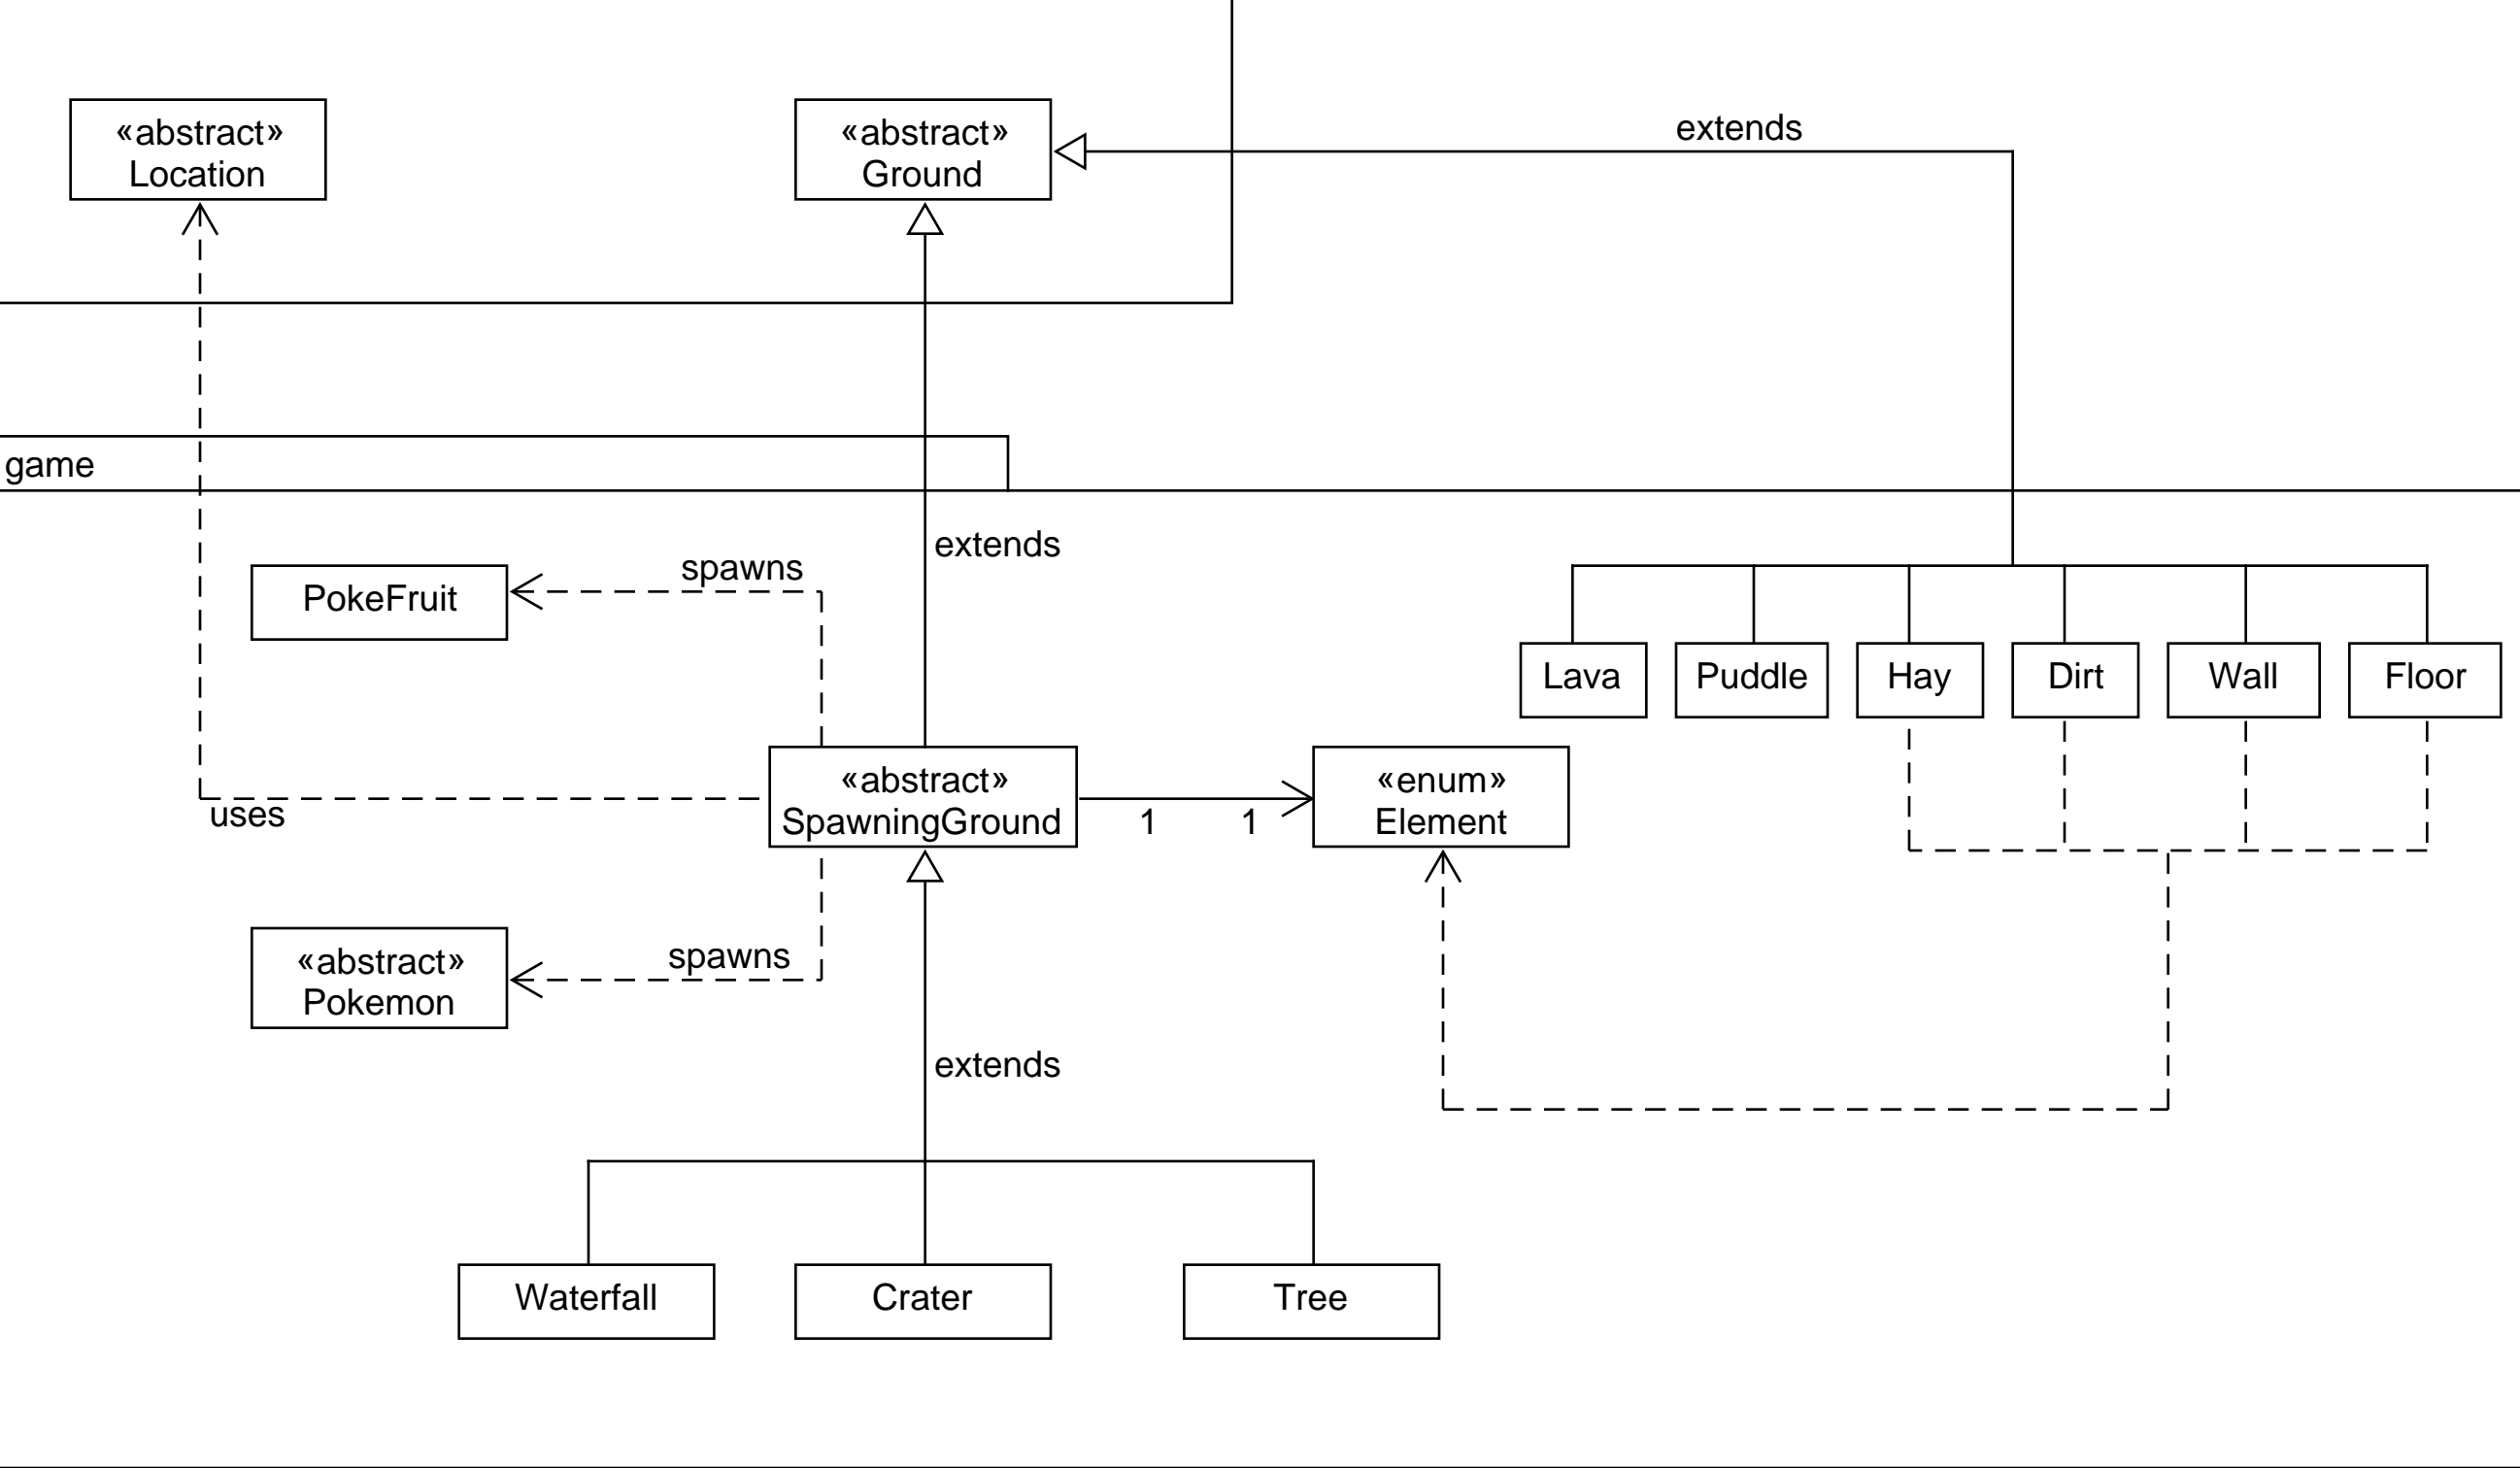 extends
«abstract»
Location
«abstract»
Ground
game
extends
spawns
PokeFruit
Lava
Puddle
Hay
Dirt
Wall
Floor
«abstract»
SpawningGround
«enum»
Element
uses
1
1
spawns
«abstract»
Pokemon
extends
Waterfall
Crater
Tree